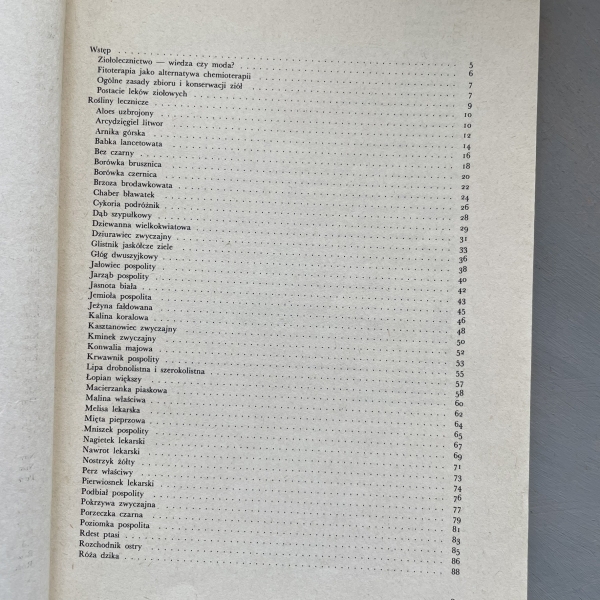 Wstęp 5
Ziołolecznictwo — wiedza czy moda? 6
Fitoterapia jako alternatywa chemioterapii 7
Ogólne zasady zbioru i konserwacji ziół 7
Postacie leków ziołowych 9
Rośliny lecznicze 10
Aloes uzbrojony 10
Arcydzięgiel litwor 12
Arnika górska 14
Babka lancetowata 16
Bez czarny 18
Borówka brusznica 20
Borówka czernica 22
Brzoza brodawkowata 24
Chaber bławatek 26
Cykoria podróżnik 28
Dąb szypułkowy 29
Dziewanna wielkokwiatowa 31
Dziurawiec zwyczajny 33
Glistnik jaskółcze ziele 36
Głóg dwuszyjkowy 38
Jałowiec pospolity 40
Jarząb pospolity 42
Jasnota biała 43
Jemioła pospolita 45
Jeżyna fałdowana 46
Kalina koralowa 48
Kasztanowiec zwyczajny 50
Kminek zwyczajny 52
Konwalia majowa 53
Krwawnik pospolity 55
Lipa drobnolistna i szerokolistna 57
Łopian większy 58
Macierzanka piaskowa 60
Malina właściwa 62
Melisa lekarska 64
Mięta pieprzowa 65
Mniszek pospolity 67
Nagietek lekarski 69
Nawrot lekarski 71
Nostrzyk żółty 73
Perz właściwy 74
Pierwiosnek lekarski 76
Podbiał pospolity 77
Pokrzywa zwyczajna 79
Porzeczka czarna 81
Poziomka pospolita 83
Rdest ptasi 85
Rozchodnik ostry 86
Róża dzika 88